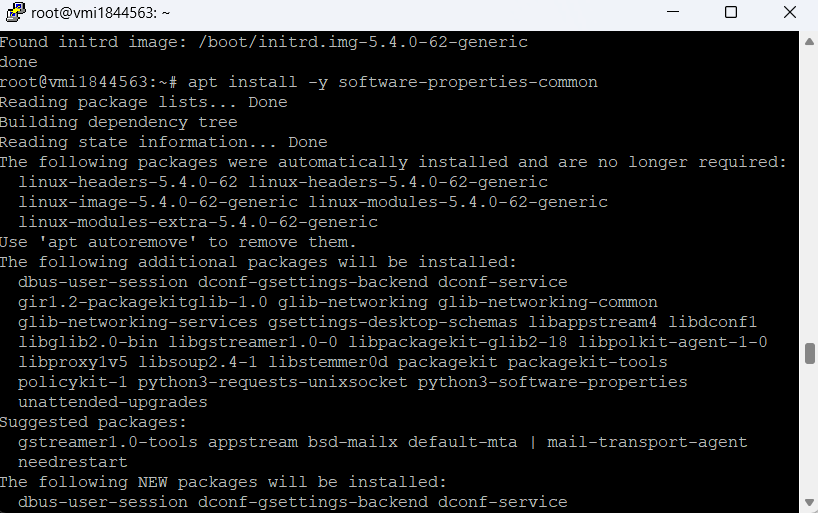 root@vmi1844563: ~
Found initrd image: /boot/initrd.img-5.4.0-62-generic
done
root@vmi1844563:~# apt install -y software-properties-common
Reading package lists... Done
Building dependency tree
Reading state information... Done
The following packages were automatically installed and are no longer required:
  linux-headers-5.4.0-62 linux-headers-5.4.0-62-generic
  linux-image-5.4.0-62-generic linux-modules-5.4.0-62-generic
  linux-modules-extra-5.4.0-62-generic
Use 'apt autoremove' to remove them.
The following additional packages will be installed:
  dbus-user-session dconf-gsettings-backend dconf-service
  gir1.2-packagekitglib-1.0 glib-networking glib-networking-common
  glib-networking-services gsettings-desktop-schemas libappstream4 libdconf1
  libglib2.0-bin libgstreamer1.0-0 libpackagekit-glib2-18 libpolkit-agent-1-0
  libproxy1v5 libsoup2.4-1 libstemmer0d packagekit packagekit-tools
  policykit-1 python3-requests-unixsocket python3-software-properties
  unattended-upgrades
Suggested packages:
  gstreamer1.0-tools appstream bsd-mailx default-mta | mail-transport-agent
  needrestart
The following NEW packages will be installed:
  dbus-user-session dconf-gsettings-backend dconf-service